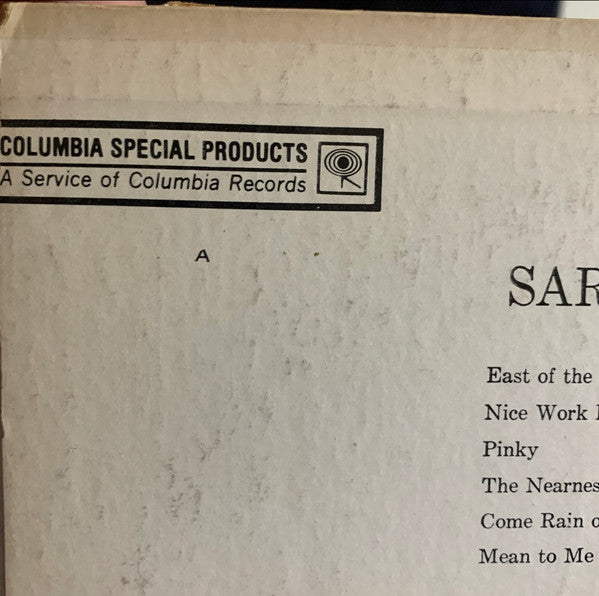 COLUMBIA SPECIAL PRODUCTS
A Service of Columbia Records
A
SAR
East of the
Nice Work
Pinky
The Nearnes
Come Rain o
Mean to Me